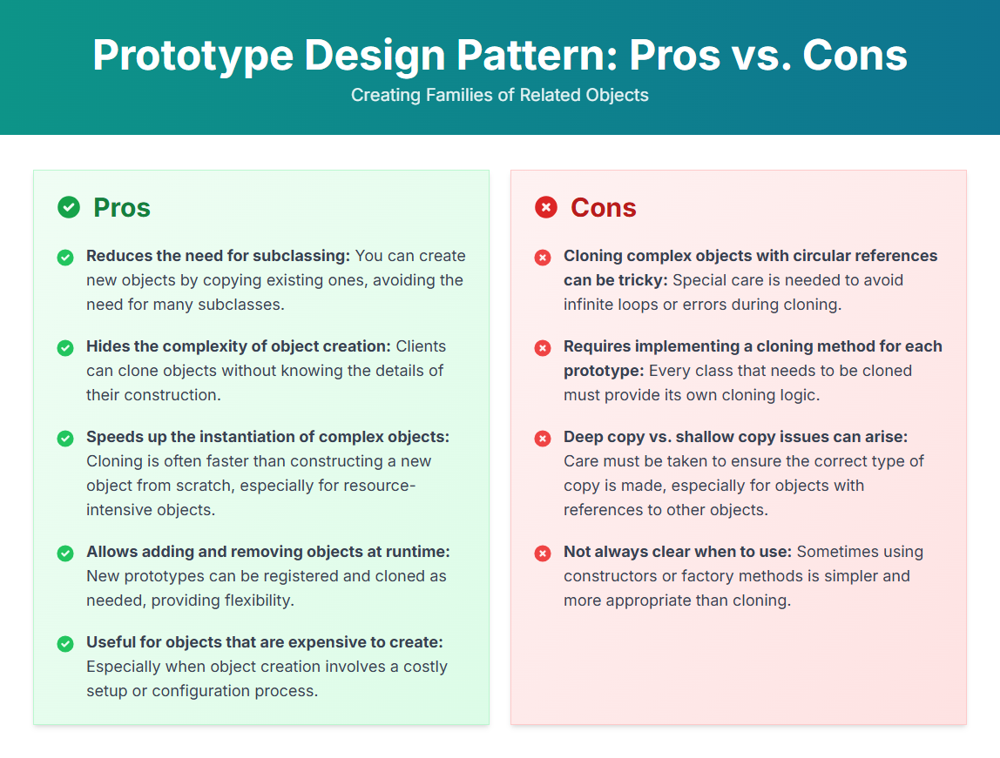 Prototype Design Pattern: Pros vs. Cons
Creating Families of Related Objects
Pros
Reduces the need for subclassing: You can create
new objects by copying existing ones, avoiding the
need for many subclasses.
Hides the complexity of object creation: Clients
can clone objects without knowing the details of
their construction.
Speeds up the instantiation of complex objects:
Cloning is often faster than constructing a new
object from scratch, especially for resource-
intensive objects.
Allows adding and removing objects at runtime:
New prototypes can be registered and cloned as
needed, providing flexibility.
Useful for objects that are expensive to create:
Especially when object creation involves a costly
setup or configuration process.
Cons
Cloning complex objects with circular references
can be tricky: Special care is needed to avoid
infinite loops or errors during cloning.
Requires implementing a cloning method for each
prototype: Every class that needs to be cloned
must provide its own cloning logic.
Deep copy vs. shallow copy issues can arise:
Care must be taken to ensure the correct type of
copy is made, especially for objects with
references to other objects.
Not always clear when to use: Sometimes using
constructors or factory methods is simpler and
more appropriate than cloning.